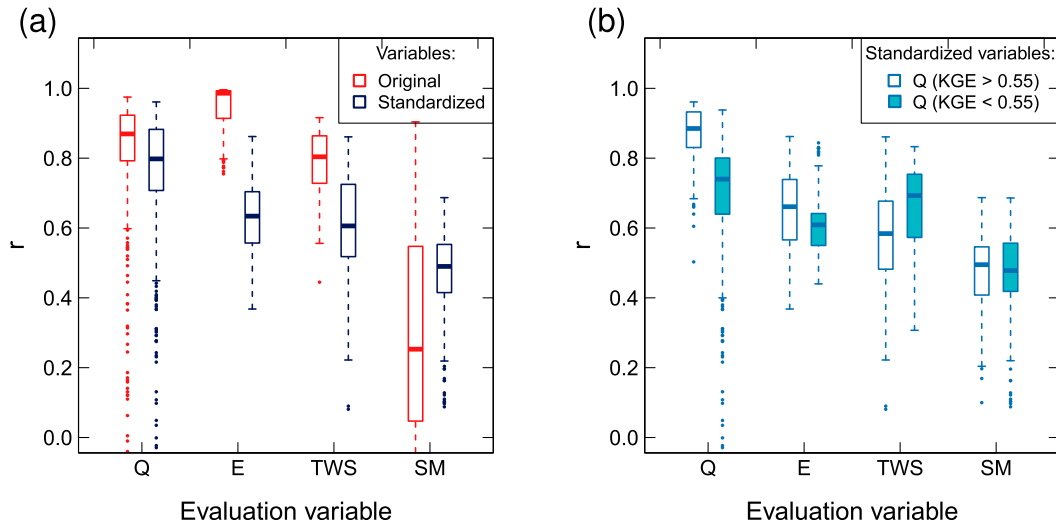 (a)
Variables:
Original
Standardized
1.0
0.8
0.6
0.4
0.2
0.0
r
Q E TWS SM
Evaluation variable
(b)
Standardized variables:
Q (KGE > 0.55)
Q (KGE < 0.55)
1.0
0.8
0.6
0.4
0.2
0.0
r
Q E TWS SM
Evaluation variable